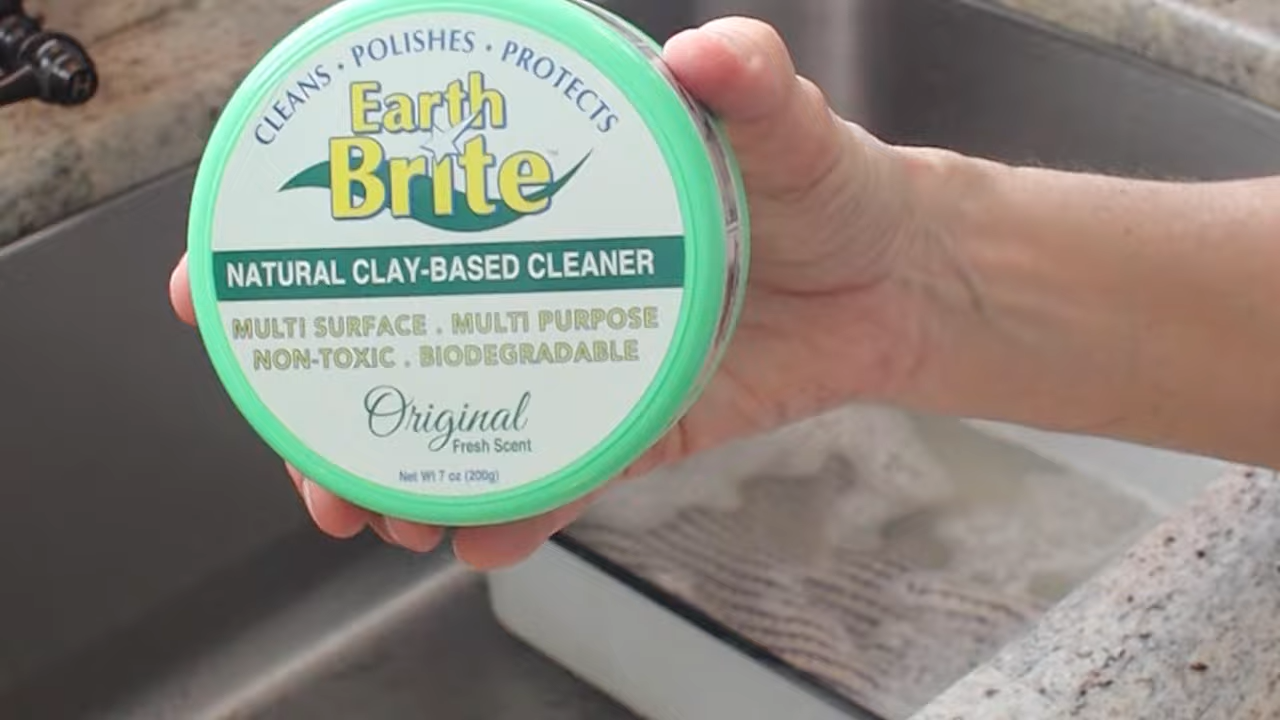 CLEANS · POLISHES · PROTECTS
Earth
Brite™
NATURAL CLAY-BASED CLEANER
MULTI SURFACE . MULTI PURPOSE
NON-TOXIC . BIODEGRADABLE
Original
Fresh Scent
Net Wt 7 oz (200g)